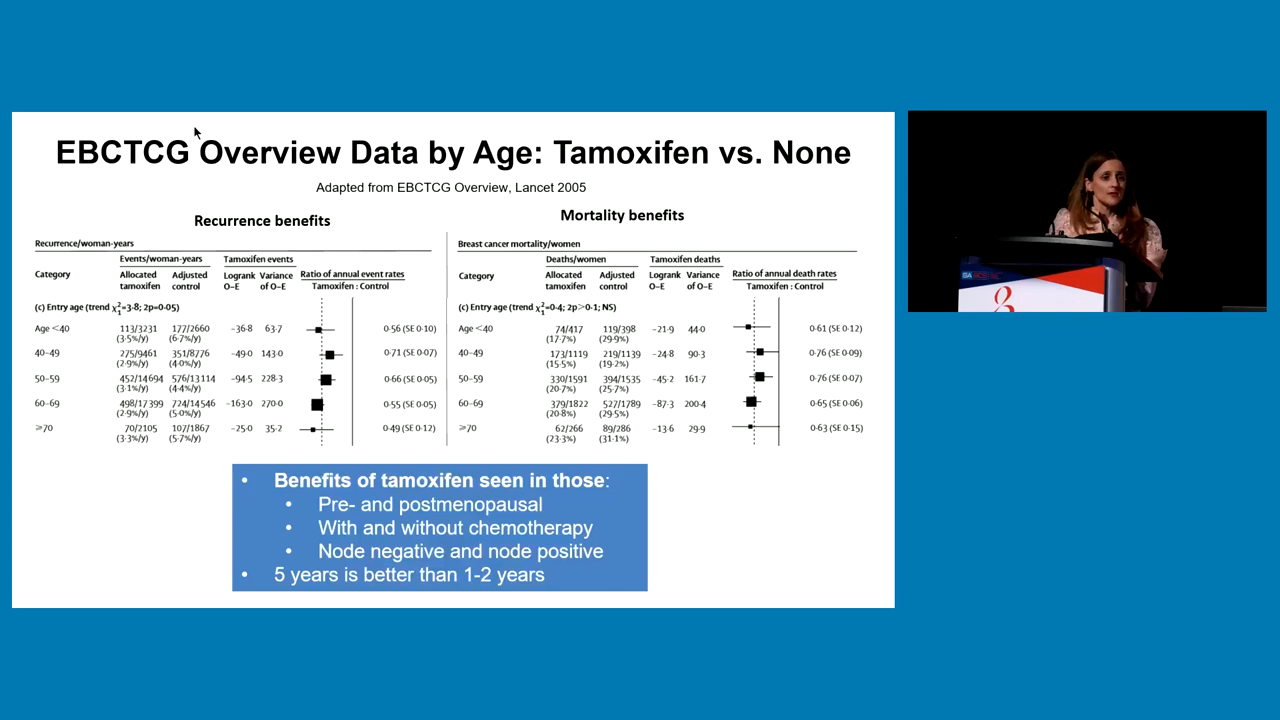 EBCTCG Overview Data by Age: Tamoxifen vs. None
Adapted from EBCTCG Overview, Lancet 2005
Recurrence benefits
Recurrence/woman-years
Events/woman-years Tamoxifen events
Category Allocated tamoxifen Adjusted control Logrank O–E Variance of O–E Ratio of annual event rates
Tamoxifen : Control
(c) Entry age (trend χ²₁=3·8; 2p=0·05)
Age <40 113/3231 (3·5%/y) 177/2660 (6·7%/y) –36·8 63·7 0·56 (SE 0·10)
40–49 275/9461 (2·9%/y) 351/8776 (4·0%/y) –49·0 143·0 0·71 (SE 0·07)
50–59 452/14694 (3·1%/y) 576/13114 (4·4%/y) –94·5 228·3 0·66 (SE 0·05)
60–69 498/17399 (2·9%/y) 724/14546 (5·0%/y) –163·0 270·0 0·55 (SE 0·05)
≥70 70/2105 (3·3%/y) 107/1867 (5·7%/y) –25·0 35·2 0·49 (SE 0·12)
Mortality benefits
Breast cancer mortality/women
Deaths/women Tamoxifen deaths
Category Allocated tamoxifen Adjusted control Logrank O–E Variance of O–E Ratio of annual death rates
Tamoxifen : Control
(c) Entry age (trend χ²₁=0·4; 2p>0·1; NS)
Age <40 74/417 (17·7%) 119/398 (29·9%) –21·9 44·0 0·61 (SE 0·12)
40–49 173/1119 (15·5%) 219/1139 (19·2%) –24·8 90·3 0·76 (SE 0·09)
50–59 330/1591 (20·7%) 394/1535 (25·7%) –45·2 161·7 0·76 (SE 0·07)
60–69 379/1822 (20·8%) 527/1789 (29·5%) –87·3 200·4 0·65 (SE 0·06)
≥70 62/266 (23·3%) 89/286 (31·1%) –13·6 29·9 0·63 (SE 0·15)
• Benefits of tamoxifen seen in those:
• Pre- and postmenopausal
• With and without chemotherapy
• Node negative and node positive
• 5 years is better than 1-2 years